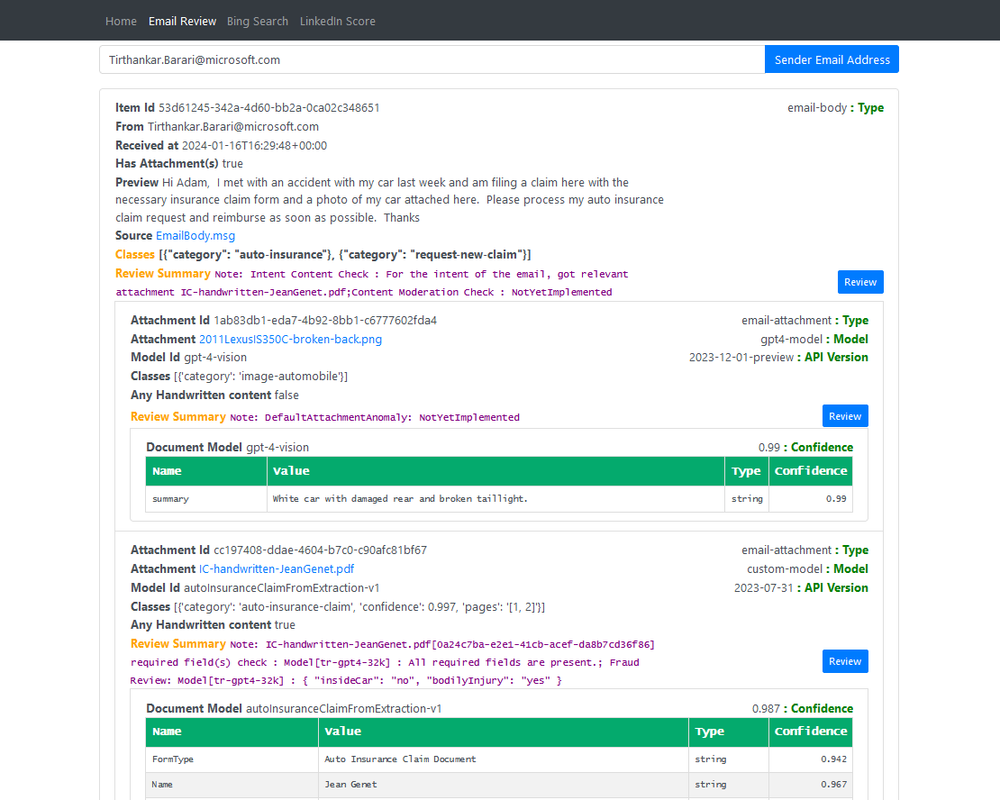 Home Email Review Bing Search LinkedIn Score
Tirthankar.Barari@microsoft.com Sender Email Address
Item Id 53d61245-342a-4d60-bb2a-0ca02c348651 email-body : Type
From Tirthankar.Barari@microsoft.com
Received at 2024-01-16T16:29:48+00:00
Has Attachment(s) true
Preview Hi Adam, I met with an accident with my car last week and am filing a claim here with the
necessary insurance claim form and a photo of my car attached here. Please process my auto insurance
claim request and reimburse as soon as possible. Thanks
Source EmailBody.msg
Classes [{"category": "auto-insurance"}, {"category": "request-new-claim"}]
Review Summary Note: Intent Content Check : For the intent of the email, got relevant
attachment IC-handwritten-JeanGenet.pdf;Content Moderation Check : NotYetImplemented
Review
Attachment Id 1ab83db1-eda7-4b92-8bb1-c6777602fda4 email-attachment : Type
Attachment 2011LexusIS350C-broken-back.png gpt4-model : Model
Model Id gpt-4-vision 2023-12-01-preview : API Version
Classes [{'category': 'image-automobile'}]
Any Handwritten content false
Review Summary Note: DefaultAttachmentAnomaly: NotYetImplemented Review
Document Model gpt-4-vision 0.99 : Confidence
Name Value Type Confidence
summary White car with damaged rear and broken taillight. string 0.99
Attachment Id cc197408-ddae-4604-b7c0-c90afc81bf67 email-attachment : Type
Attachment IC-handwritten-JeanGenet.pdf custom-model : Model
Model Id autoInsuranceClaimFromExtraction-v1 2023-07-31 : API Version
Classes [{'category': 'auto-insurance-claim', 'confidence': 0.997, 'pages': '[1, 2]'}]
Any Handwritten content true
Review Summary Note: IC-handwritten-JeanGenet.pdf[0a24c7ba-e2e1-41cb-acef-da8b7cd36f86]
required field(s) check : Model[tr-gpt4-32k] : All required fields are present.; Fraud
Review: Model[tr-gpt4-32k] : { "insideCar": "no", "bodilyInjury": "yes" }
Review
Document Model autoInsuranceClaimFromExtraction-v1 0.987 : Confidence
Name Value Type Confidence
FormType Auto Insurance Claim Document string 0.942
Name Jean Genet string 0.967